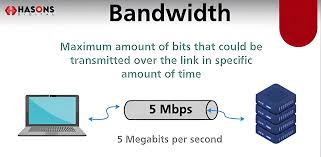 HASONS
Bandwidth
Maximum amount of bits that could be
transmitted over the link in specific
amount of time
5 Mbps
5 Megabits per second